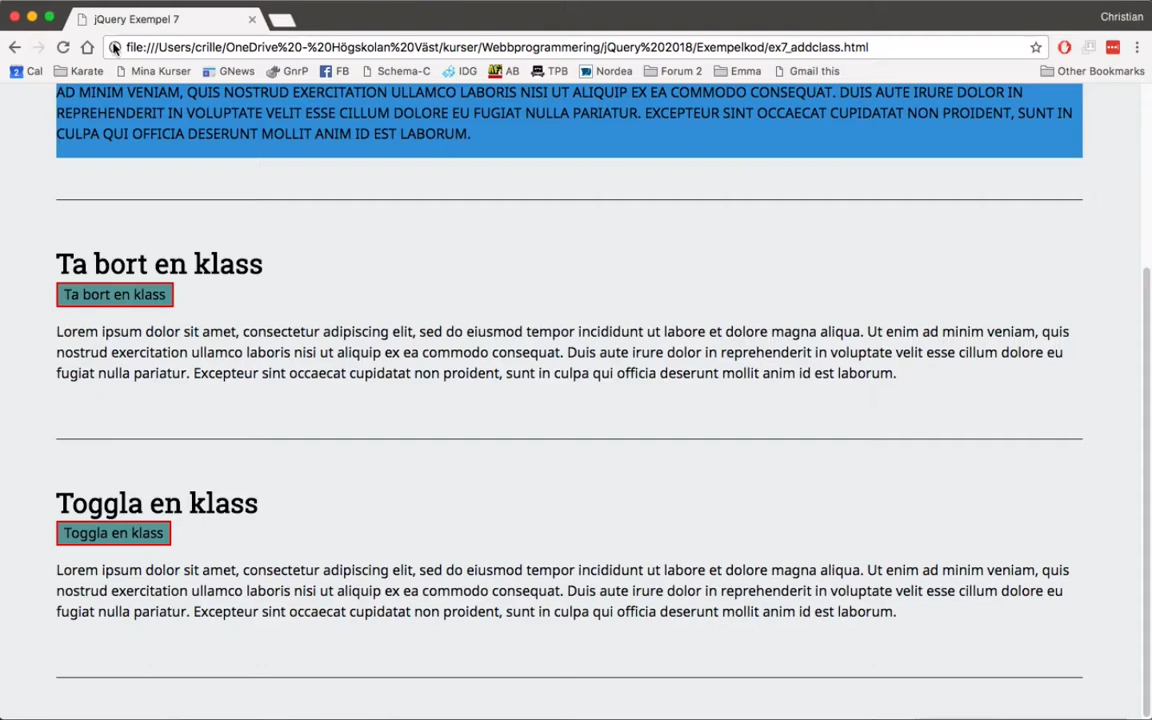 jQuery Exempel 7
Christian
file:///Users/crille/OneDrive%20-%20Högskolan%20Väst/kurser/Webbprogrammering/jQuery%202018/Exempelkod/ex7_addclass.html
2 Cal Karate Mina Kurser GNews GnrP FB Schema-C IDG AB TPB Nordea Forum 2 Emma Gmail this Other Bookmarks
AD MINIM VENIAM, QUIS NOSTRUD EXERCITATION ULLAMCO LABORIS NISI UT ALIQUIP EX EA COMMODO CONSEQUAT. DUIS AUTE IRURE DOLOR IN
REPREHENDERIT IN VOLUPTATE VELIT ESSE CILLUM DOLORE EU FUGIAT NULLA PARIATUR. EXCEPTEUR SINT OCCAECAT CUPIDATAT NON PROIDENT, SUNT IN
CULPA QUI OFFICIA DESERUNT MOLLIT ANIM ID EST LABORUM.
Ta bort en klass
Ta bort en klass
Lorem ipsum dolor sit amet, consectetur adipiscing elit, sed do eiusmod tempor incididunt ut labore et dolore magna aliqua. Ut enim ad minim veniam, quis
nostrud exercitation ullamco laboris nisi ut aliquip ex ea commodo consequat. Duis aute irure dolor in reprehenderit in voluptate velit esse cillum dolore eu
fugiat nulla pariatur. Excepteur sint occaecat cupidatat non proident, sunt in culpa qui officia deserunt mollit anim id est laborum.
Toggla en klass
Toggla en klass
Lorem ipsum dolor sit amet, consectetur adipiscing elit, sed do eiusmod tempor incididunt ut labore et dolore magna aliqua. Ut enim ad minim veniam, quis
nostrud exercitation ullamco laboris nisi ut aliquip ex ea commodo consequat. Duis aute irure dolor in reprehenderit in voluptate velit esse cillum dolore eu
fugiat nulla pariatur. Excepteur sint occaecat cupidatat non proident, sunt in culpa qui officia deserunt mollit anim id est laborum.